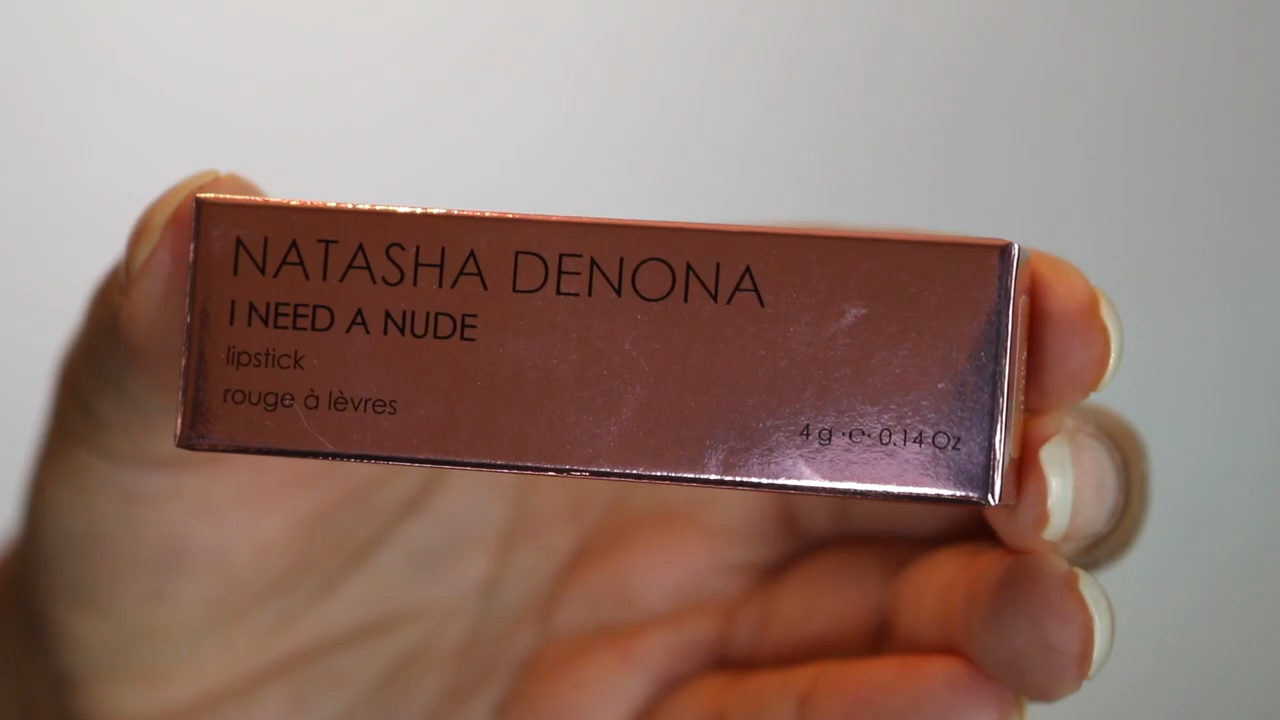 NATASHA DENONA
I NEED A NUDE
lipstick
rouge à lèvres
4 g ·℮· 0.14 Oz